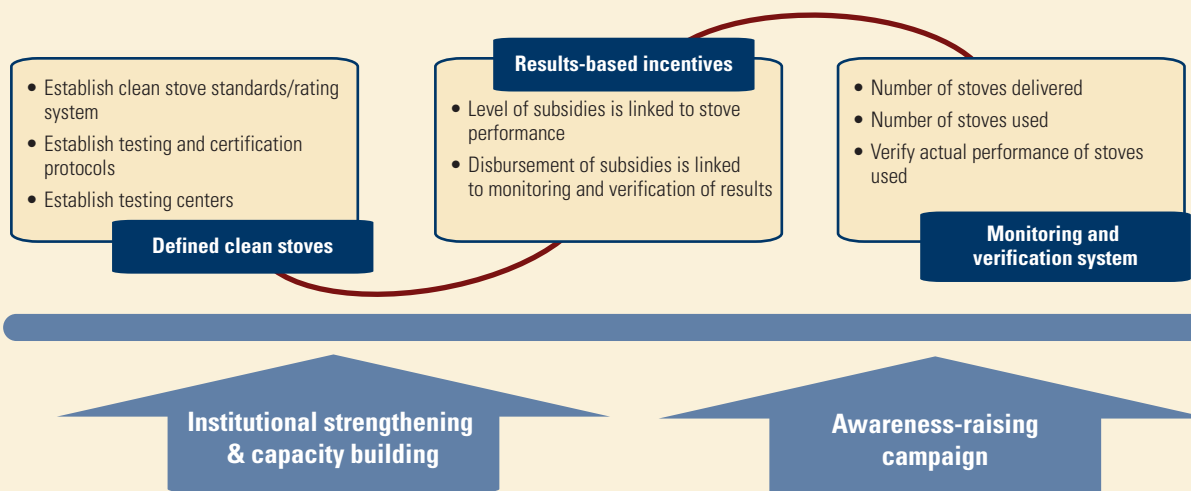 • Establish clean stove standards/rating
system
• Establish testing and certification
protocols
• Establish testing centers
Defined clean stoves
Results-based incentives
• Level of subsidies is linked to stove
performance
• Disbursement of subsidies is linked
to monitoring and verification of results
• Number of stoves delivered
• Number of stoves used
• Verify actual performance of stoves
used
Monitoring and
verification system
Institutional strengthening
& capacity building
Awareness-raising
campaign